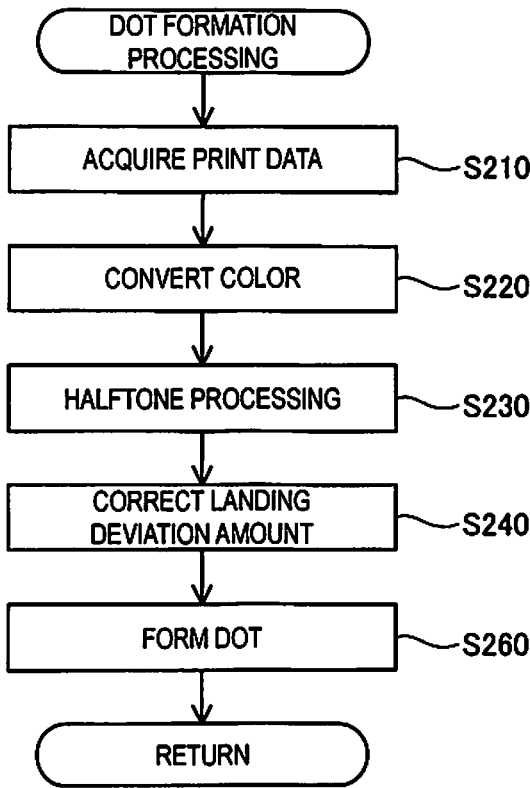 DOT FORMATION
PROCESSING
ACQUIRE PRINT DATA
S210
CONVERT COLOR
S220
HALFTONE PROCESSING
S230
CORRECT LANDING
DEVIATION AMOUNT
S240
FORM DOT
S260
RETURN